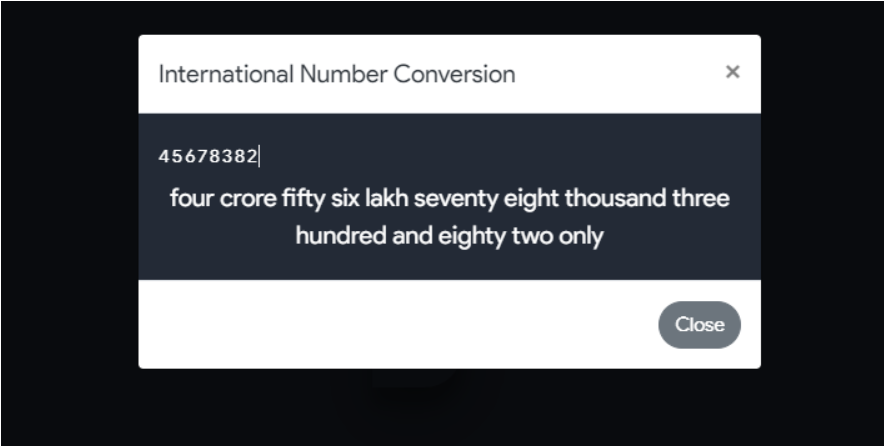 International Number Conversion ×
45678382
four crore fifty six lakh seventy eight thousand three
hundred and eighty two only
Close